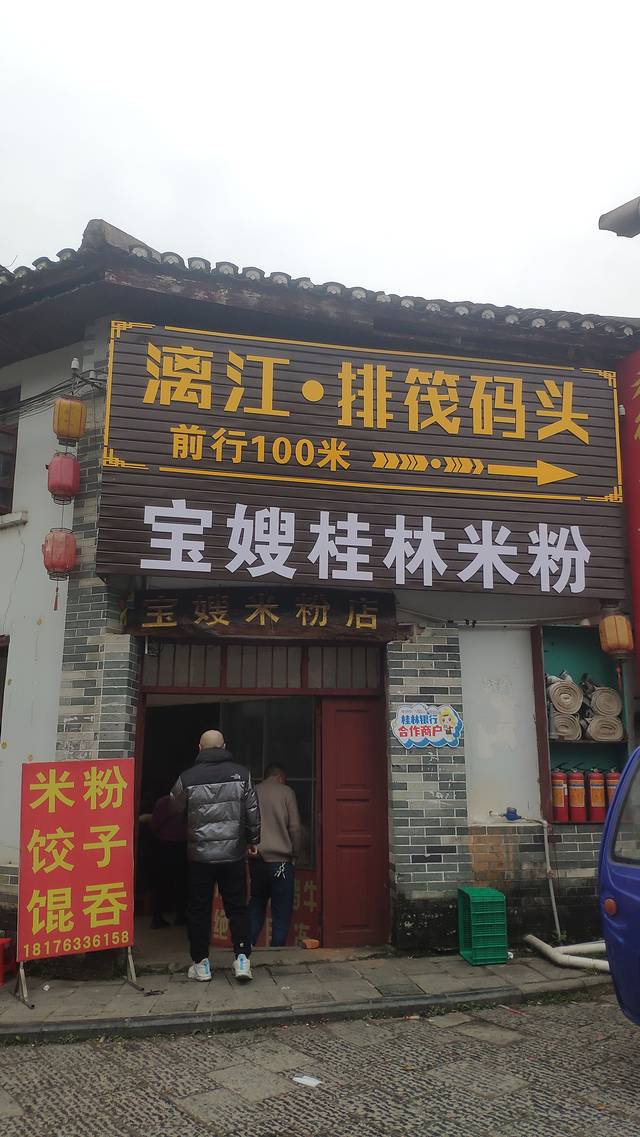 漓江·排筏码头
前行100米
宝嫂桂林米粉
宝嫂米粉店
桂林银行
合作商户
米粉
饺子
馄吞
18176336158